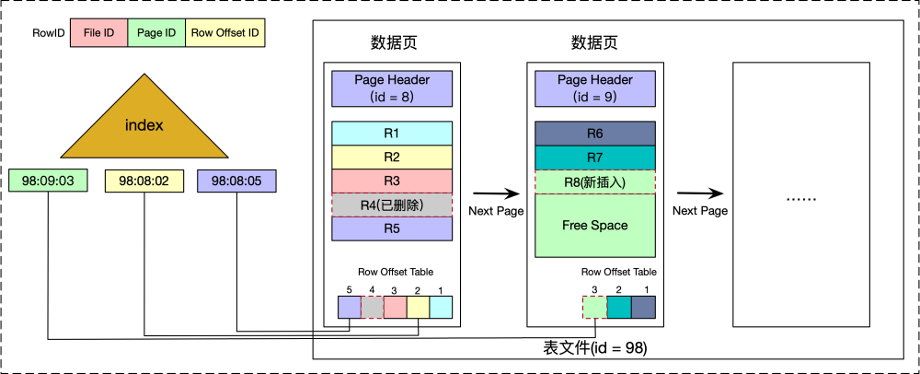 RowID File ID Page ID Row Offset ID
index
98:09:03 98:08:02 98:08:05
数据页
Page Header
(id = 8)
R1
R2
R3
R4(已删除)
R5
Row Offset Table
5 4 3 2 1
Next Page
数据页
Page Header
(id = 9)
R6
R7
R8(新插入)
Free Space
Row Offset Table
3 2 1
Next Page
......
表文件(id = 98)